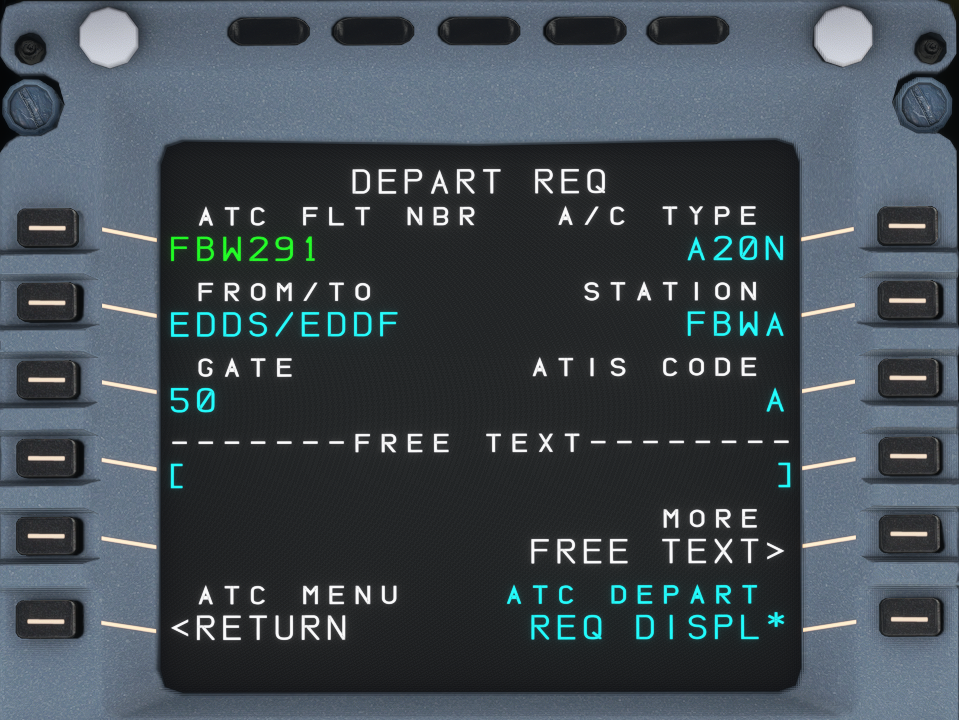 DEPART REQ
ATC FLT NBR A/C TYPE
FBW291 A20N
FROM/TO STATION
EDDS/EDDF FBWA
GATE ATIS CODE
50 A
-------FREE TEXT--------
[ ]
MORE
FREE TEXT>
ATC MENU ATC DEPART
<RETURN REQ DISPL*